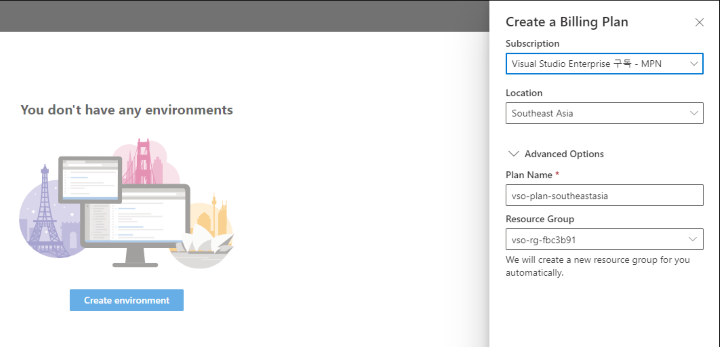 Create a Billing Plan
Subscription
Visual Studio Enterprise 구독 - MPN
Location
Southeast Asia
Advanced Options
Plan Name *
vso-plan-southeastasia
Resource Group
vso-rg-fbc3b91
We will create a new resource group for you
automatically.
You don't have any environments
Create environment